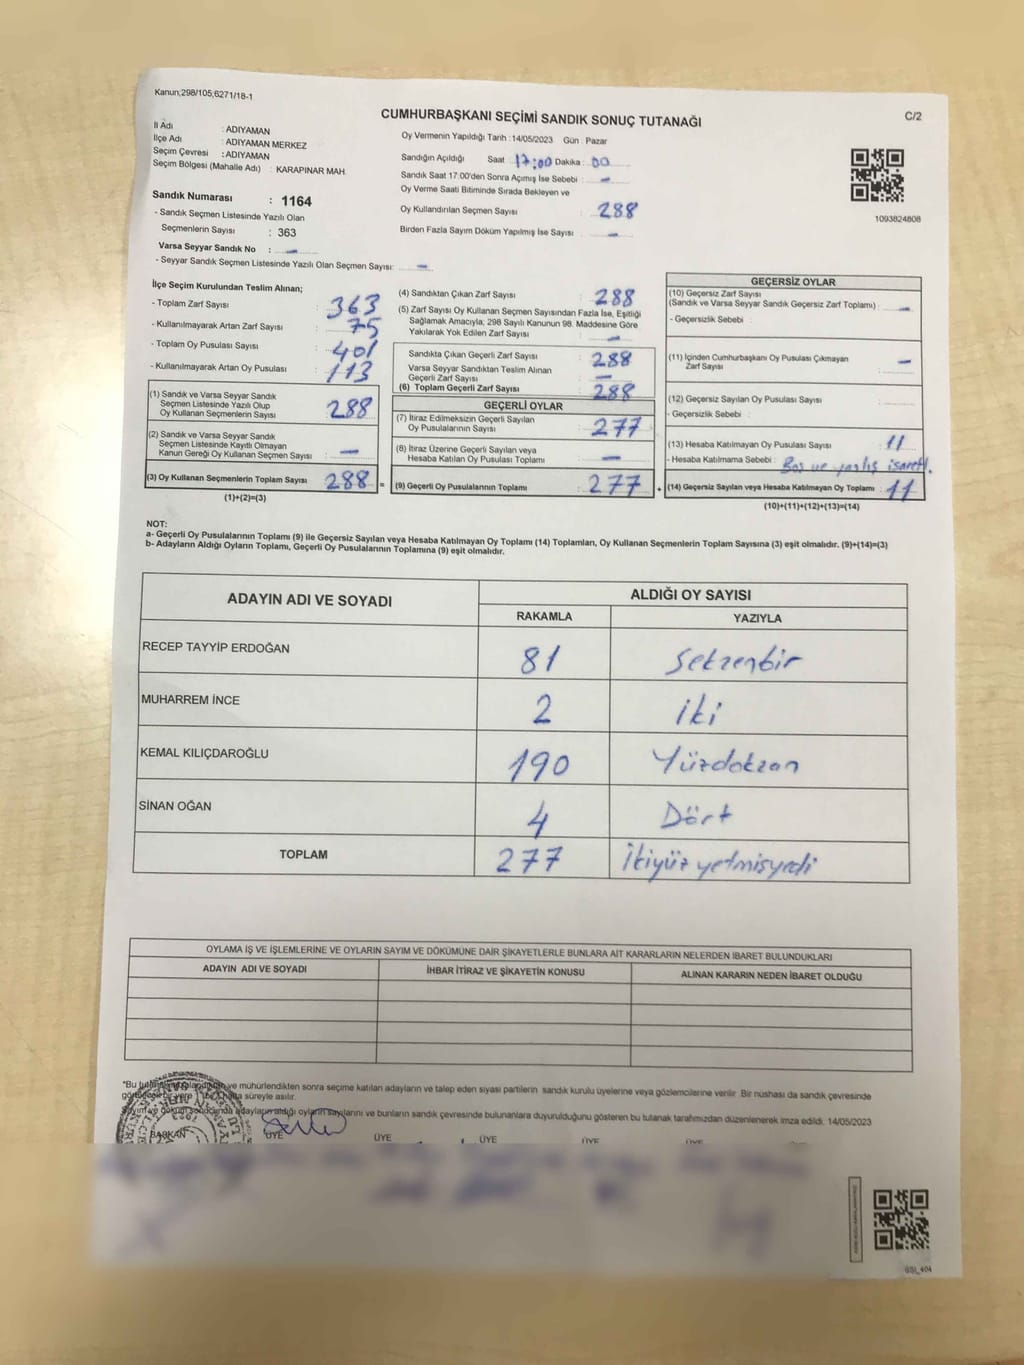 Kanun;298/105;6271/18-1
CUMHURBAŞKANI SEÇİMİ SANDIK SONUÇ TUTANAĞI
C/2
İl Adı : ADIYAMAN
İlçe Adı : ADIYAMAN MERKEZ
Seçim Çevresi : ADIYAMAN
Seçim Bölgesi (Mahalle Adı) : KARAPINAR MAH.
Sandık Numarası : 1164
- Sandık Seçmen Listesinde Yazılı Olan
Seçmenlerin Sayısı : 363
Varsa Seyyar Sandık No : -
- Seyyar Sandık Seçmen Listesinde Yazılı Olan Seçmen Sayısı: -
Oy Vermenin Yapıldığı Tarih :14/05/2023 Gün : Pazar
Sandığın Açıldığı Saat 17:00 Dakika : 00
Sandık Saat 17:00'den Sonra Açımış İse Sebebi : -
Oy Verme Saati Bitiminde Sırada Bekleyen ve
Oy Kullandırılan Seçmen Sayısı : 288
Birden Fazla Sayım Döküm Yapılmış İse Sayısı : -
1093824808
İlçe Seçim Kurulundan Teslim Alınan;
- Toplam Zarf Sayısı : 363
- Kullanılmayarak Artan Zarf Sayısı : 75
- Toplam Oy Pusulası Sayısı : 401
- Kullanılmayarak Artan Oy Pusulası : 113
(1) Sandık ve Varsa Seyyar Sandık
Seçmen Listesinde Yazılı Olup
Oy Kullanan Seçmenlerin Sayısı : 288
(2) Sandık ve Varsa Seyyar Sandık
Seçmen Listesinde Kayıtlı Olmayan
Kanun Gereği Oy Kullanan Seçmen Sayısı : -
(3) Oy Kullanan Seçmenlerin Toplam Sayısı : 288 =
(1)+(2)=(3)
(4) Sandıktan Çıkan Zarf Sayısı : 288
(5) Zarf Sayısı Oy Kullanan Seçmen Sayısından Fazla İse, Eşitliği
Sağlamak Amacıyla; 298 Sayılı Kanunun 98. Maddesine Göre
Yakılarak Yok Edilen Zarf Sayısı : -
Sandıkta Çıkan Geçerli Zarf Sayısı : 288
Varsa Seyyar Sandıktan Teslim Alınan
Geçerli Zarf Sayısı : -
(6) Toplam Geçerli Zarf Sayısı : 288
GEÇERLİ OYLAR
(7) İtiraz Edilmeksizin Geçerli Sayılan
Oy Pusulalarının Sayısı : 277
(8) İtiraz Üzerine Geçerli Sayılan veya
Hesaba Katılan Oy Pusulası Toplamı : -
(9) Geçerli Oy Pusulalarının Toplamı : 277 +
GEÇERSİZ OYLAR
(10) Geçersiz Zarf Sayısı
(Sandık ve Varsa Seyyar Sandık Geçersiz Zarf Toplamı) : -
- Geçersizlik Sebebi :
(11) İçinden Cumhurbaşkanı Oy Pusulası Çıkmayan
Zarf Sayısı : -
(12) Geçersiz Sayılan Oy Pusulası Sayısı :
- Geçersizlik Sebebi :
(13) Hesaba Katılmayan Oy Pusulası Sayısı : 11
- Hesaba Katılmama Sebebi : Boş ve yanlış işaretl.
(14) Geçersiz Sayılan veya Hesaba Katılmayan Oy Toplamı : 11
(10)+(11)+(12)+(13)=(14)
NOT:
a- Geçerli Oy Pusulalarının Toplamı (9) ile Geçersiz Sayılan veya Hesaba Katılmayan Oy Toplamı (14) Toplamları, Oy Kullanan Seçmenlerin Toplam Sayısına (3) eşit olmalıdır. (9)+(14)=(3)
b- Adayların Aldığı Oyların Toplamı, Geçerli Oy Pusulalarının Toplamına (9) eşit olmalıdır.
ADAYIN ADI VE SOYADI
ALDIĞI OY SAYISI
RAKAMLA YAZIYLA
RECEP TAYYİP ERDOĞAN 81 Seksenbir
MUHARREM İNCE 2 iki
KEMAL KILIÇDAROĞLU 190 Yüzdoksan
SİNAN OĞAN 4 Dört
TOPLAM 277 İkiyüz yetmişyedi
OYLAMA İŞ VE İŞLEMLERİNE VE OYLARIN SAYIM VE DÖKÜMÜNE DAİR ŞİKAYETLERLE BUNLARA AİT KARARLARIN NELERDEN İBARET BULUNDUKLARI
ADAYIN ADI VE SOYADI İHBAR İTİRAZ VE ŞİKAYETİN KONUSU ALINAN KARARIN NEDEN İBARET OLDUĞU
"Bu ve mühürlendikten sonra seçime katılan adayların ve talep eden siyasi partilerin sandık kurulu üyelerine veya gözlemcilerine verilir. Bir nüshası da sandık çevresinde
süreyle asılır.
Sayım ve döküm sonucunda adayların aldığı oyların sayılarını ve bunların sandık çevresinde bulunanlara duyurulduğunu gösteren bu tutanak tarafımızdan düzenlenerek imza edildi. 14/05/2023
BAŞKAN ÜYE ÜYE ÜYE ÜYE ÜYE